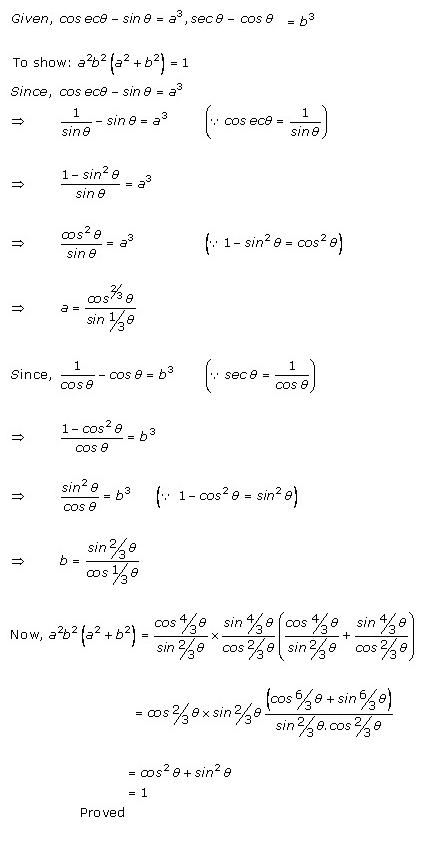 Given, cosecθ – sinθ = a³, secθ – cosθ = b³
To show: a²b²(a² + b²) = 1
Since, cosecθ – sinθ = a³
⇒ 1/sinθ – sinθ = a³ (∵ cosecθ = 1/sinθ)
⇒ (1 – sin²θ)/sinθ = a³
⇒ cos²θ/sinθ = a³ (∵ 1 – sin²θ = cos²θ)
⇒ a = cos^(2/3)θ / sin^(1/3)θ
Since, 1/cosθ – cosθ = b³ (∵ secθ = 1/cosθ)
⇒ (1 – cos²θ)/cosθ = b³
⇒ sin²θ/cosθ = b³ (∵ 1 – cos²θ = sin²θ)
⇒ b = sin^(2/3)θ / cos^(1/3)θ
Now, a²b²(a² + b²) = cos^(4/3)θ/sin^(2/3)θ × sin^(4/3)θ/cos^(2/3)θ (cos^(4/3)θ/sin^(2/3)θ + sin^(4/3)θ/cos^(2/3)θ)
= cos^(2/3)θ × sin^(2/3)θ (cos^(6/3)θ + sin^(6/3)θ)/(sin^(2/3)θ.cos^(2/3)θ)
= cos²θ + sin²θ
= 1
Proved